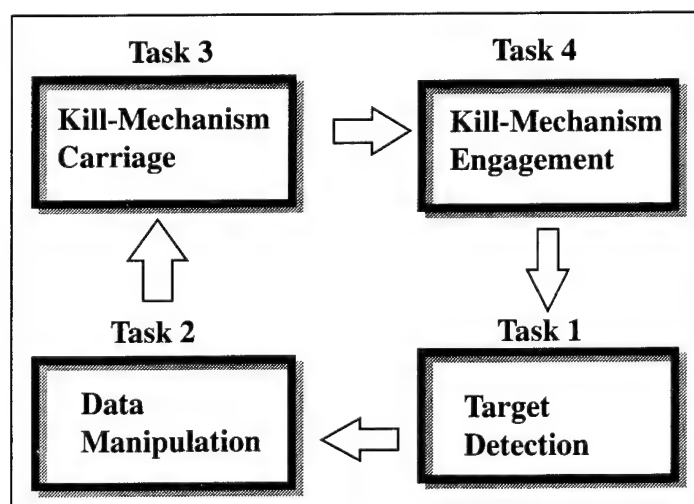 Task 3
Kill-Mechanism
Carriage
Task 4
Kill-Mechanism
Engagement
Task 2
Data
Manipulation
Task 1
Target
Detection